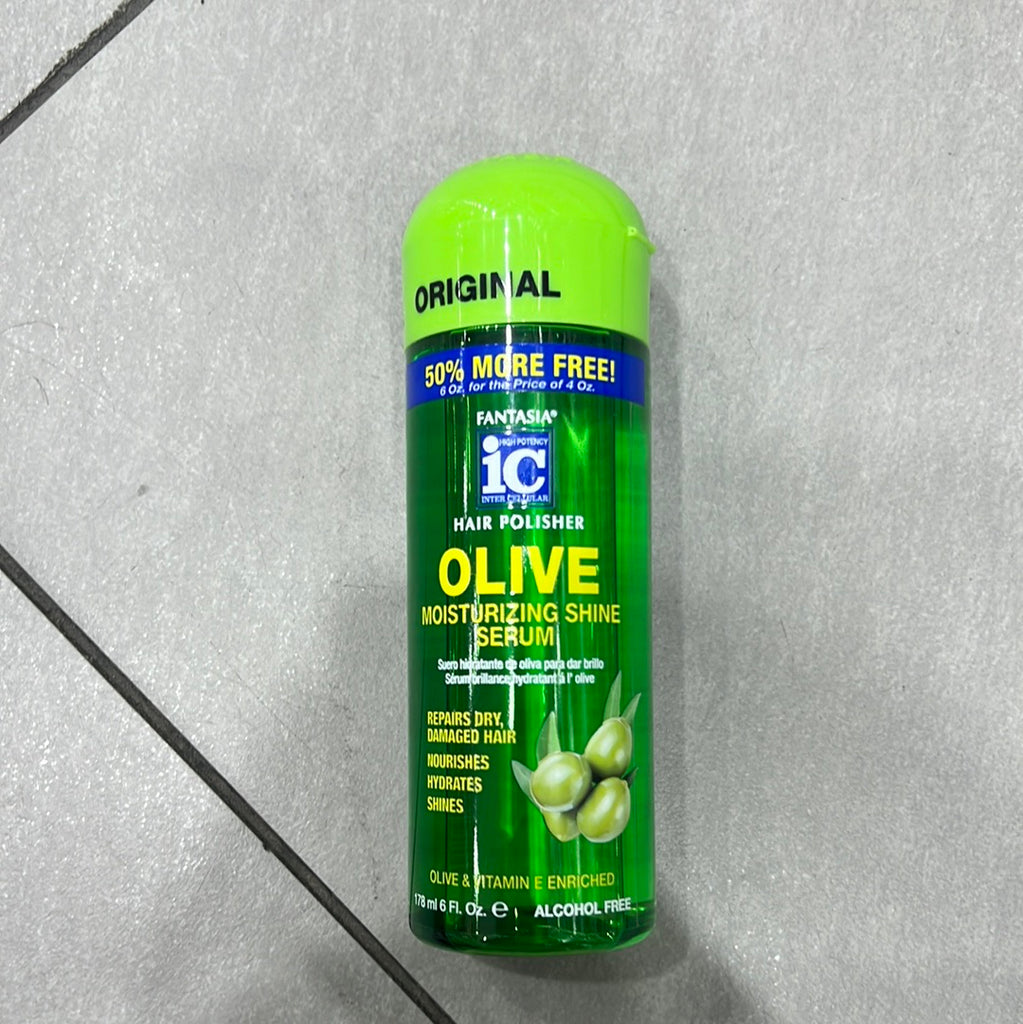 ORIGINAL
50% MORE FREE!
6 Oz. for the Price of 4 Oz.
FANTASIA®
HIGH POTENCY
ic
INTER CELLULAR
HAIR POLISHER
OLIVE
MOISTURIZING SHINE
SERUM
Suero hidratante de oliva para dar brillo
Sérum brillance hydratant à l' olive
REPAIRS DRY,
DAMAGED HAIR
NOURISHES
HYDRATES
SHINES
OLIVE & VITAMIN E ENRICHED
178 ml 6 Fl. Oz. ℮ ALCOHOL FREE